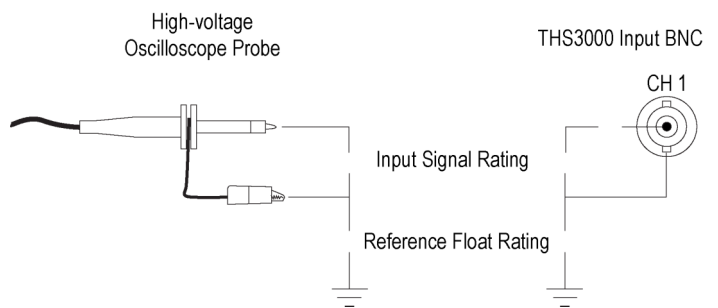 High-voltage
Oscilloscope Probe
THS3000 Input BNC
CH 1
Input Signal Rating
Reference Float Rating